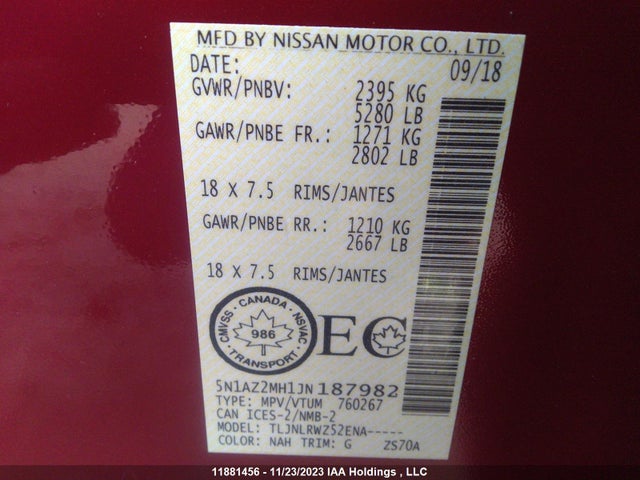 MFD BY NISSAN MOTOR CO., LTD.
DATE: 09/18
GVWR/PNBV: 2395 KG
5280 LB
GAWR/PNBE FR.: 1271 KG
2802 LB
18 X 7.5 RIMS/JANTES
GAWR/PNBE RR.: 1210 KG
2667 LB
18 X 7.5 RIMS/JANTES
CMVSS · CANADA · NSVAC
986
TRANSPORT
EC
5N1AZ2MH1JN187982
TYPE: MPV/VTUM 760267
CAN ICES-2/NMB-2
MODEL: TLJNLRWZ52ENA-----
COLOR: NAH TRIM: G ZS70A
11881456 - 11/23/2023 IAA Holdings , LLC